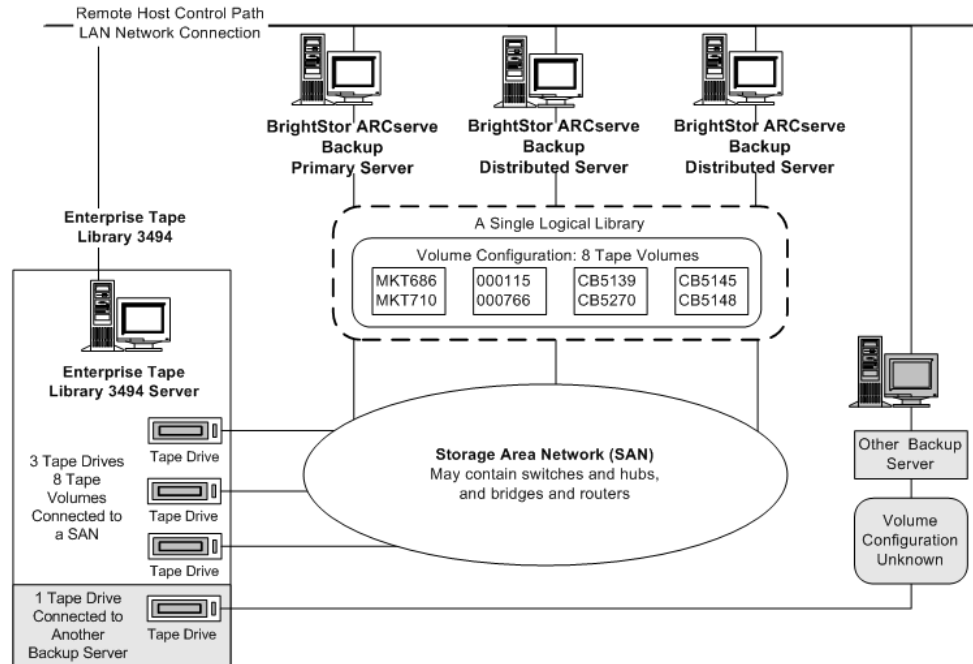 Remote Host Control Path
LAN Network Connection
BrightStor ARCserve
Backup
Primary Server
BrightStor ARCserve
Backup
Distributed Server
BrightStor ARCserve
Backup
Distributed Server
Enterprise Tape
Library 3494
A Single Logical Library
Volume Configuration: 8 Tape Volumes
MKT686
MKT710
000115
000766
CB5139
CB5270
CB5145
CB5148
Enterprise Tape
Library 3494 Server
3 Tape Drives
8 Tape
Volumes
Connected to
a SAN
Tape Drive
Tape Drive
Tape Drive
Storage Area Network (SAN)
May contain switches and hubs,
and bridges and routers
Other Backup
Server
Volume
Configuration
Unknown
1 Tape Drive
Connected to
Another
Backup Server
Tape Drive